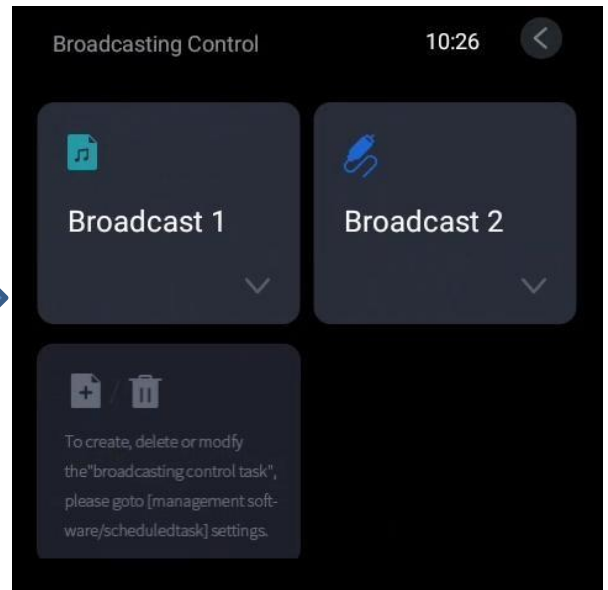 Broadcasting Control 10:26
Broadcast 1
Broadcast 2
To create, delete or modfy
the"broadcasting control task",
please goto [management soft-
ware/scheduledtask] settings.